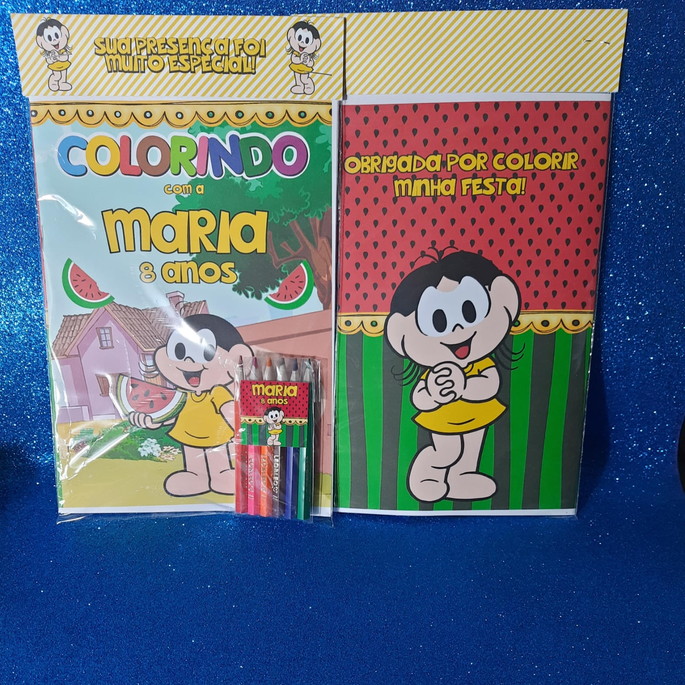 SUA PRESENÇA FOI
MUITO ESPECIAL!
COLORINDO
com a
MARIA
8 anos
MARIA
8 anos
OBRIGADA POR COLORIR
MINHA FESTA!